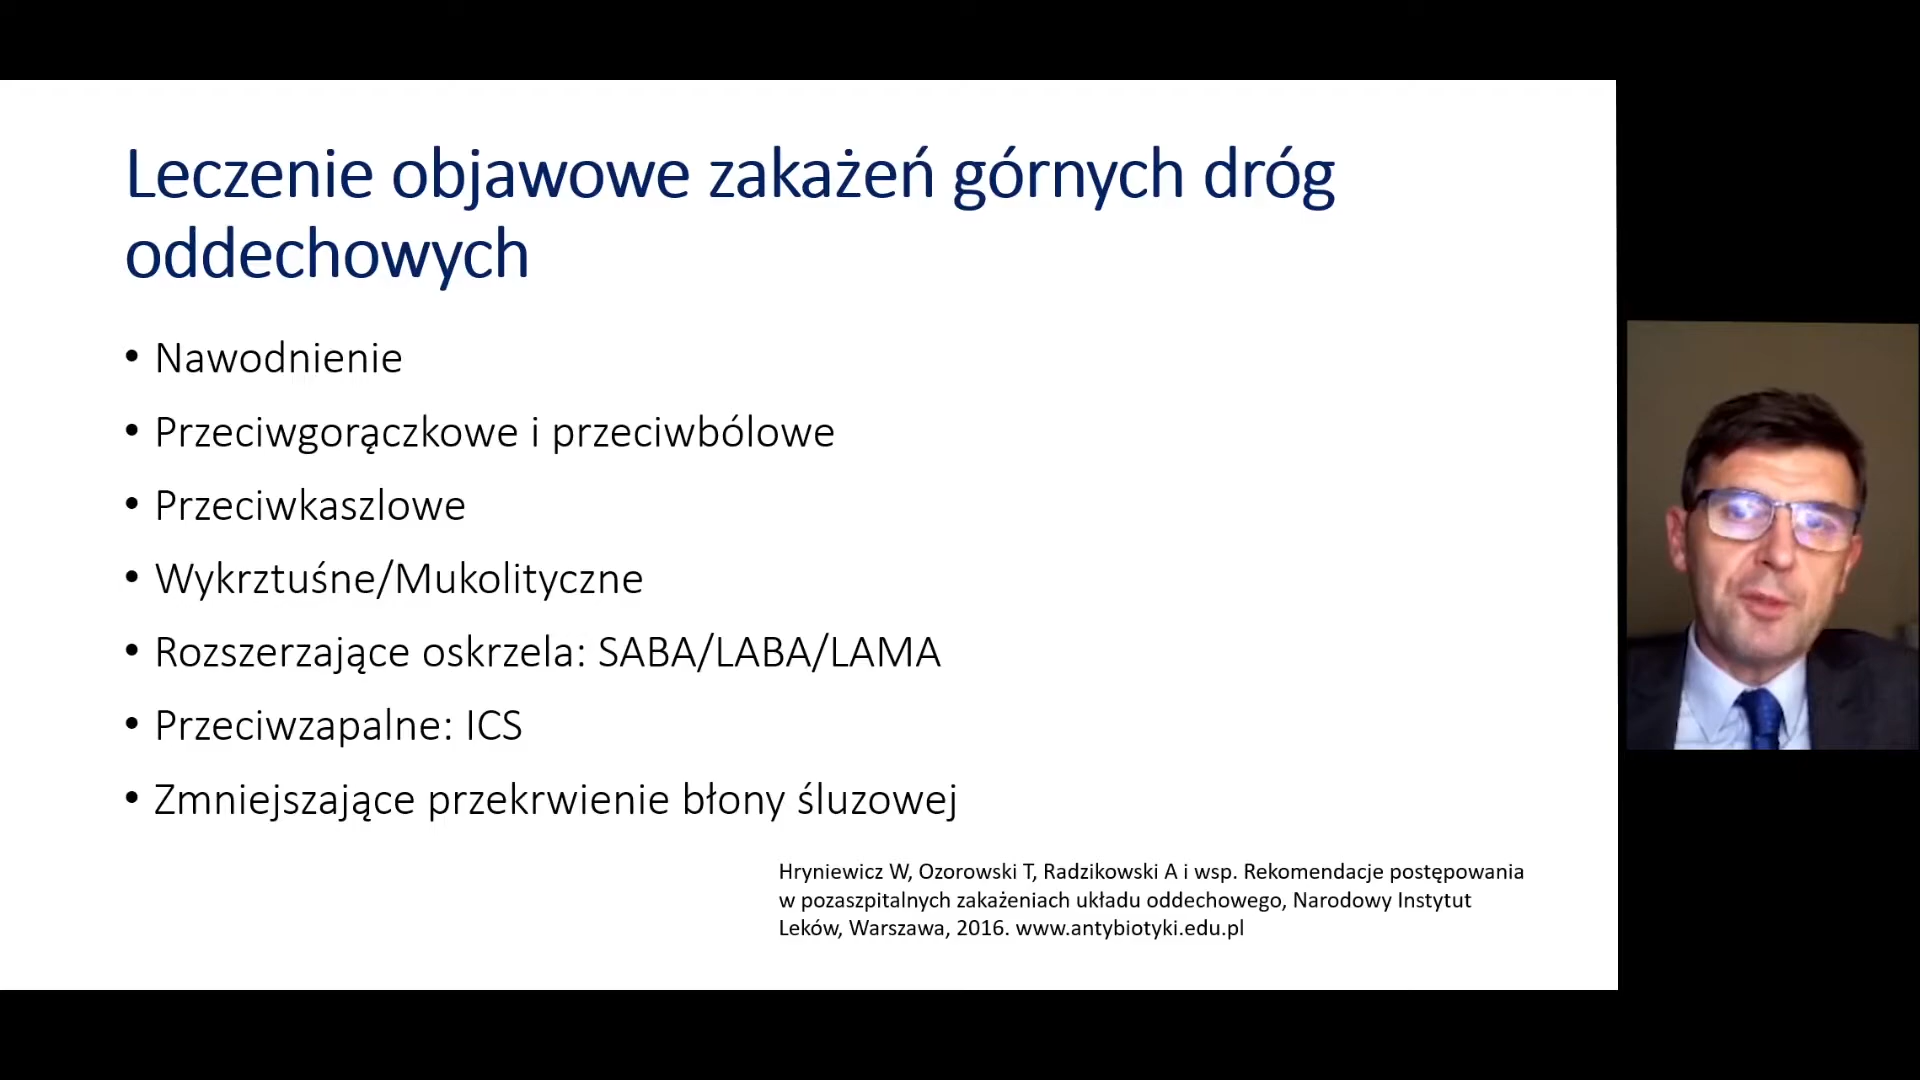 Leczenie objawowe zakażeń górnych dróg
oddechowych
• Nawodnienie
• Przeciwgorączkowe i przeciwbólowe
• Przeciwkaszlowe
• Wykrztuśne/Mukolityczne
• Rozszerzające oskrzela: SABA/LABA/LAMA
• Przeciwzapalne: ICS
• Zmniejszające przekrwienie błony śluzowej
Hryniewicz W, Ozorowski T, Radzikowski A i wsp. Rekomendacje postępowania
w pozaszpitalnych zakażeniach układu oddechowego, Narodowy Instytut
Leków, Warszawa, 2016. www.antybiotyki.edu.pl